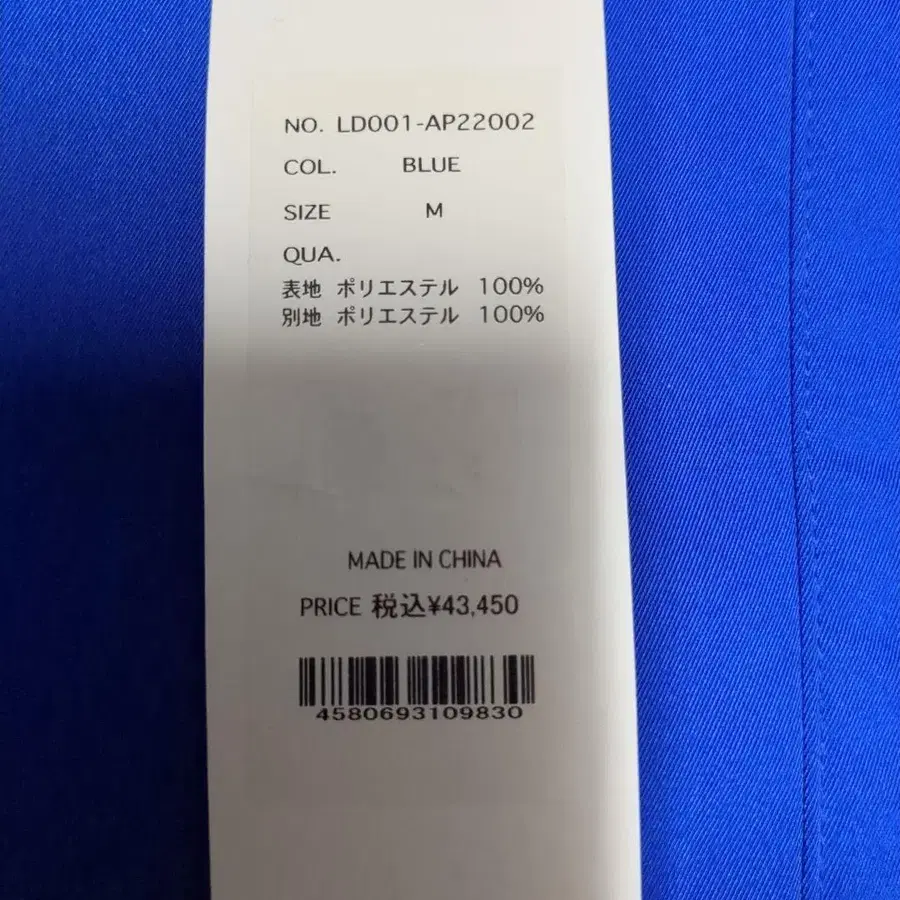 NO. LD001-AP22002
COL. BLUE
SIZE M
QUA.
表地 ポリエステル 100%
別地 ポリエステル 100%
MADE IN CHINA
PRICE 税込¥43,450
4580693109830